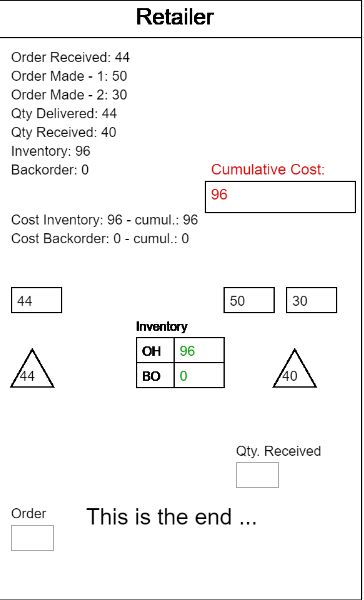 Retailer
Order Received: 44
Order Made - 1: 50
Order Made - 2: 30
Qty Delivered: 44
Qty Received: 40
Inventory: 96
Backorder: 0
Cumulative Cost:
96
Cost Inventory: 96 - cumul.: 96
Cost Backorder: 0 - cumul.: 0
44
50 30
Inventory
OH 96
BO 0
44
40
Qty. Received
Order
This is the end ...